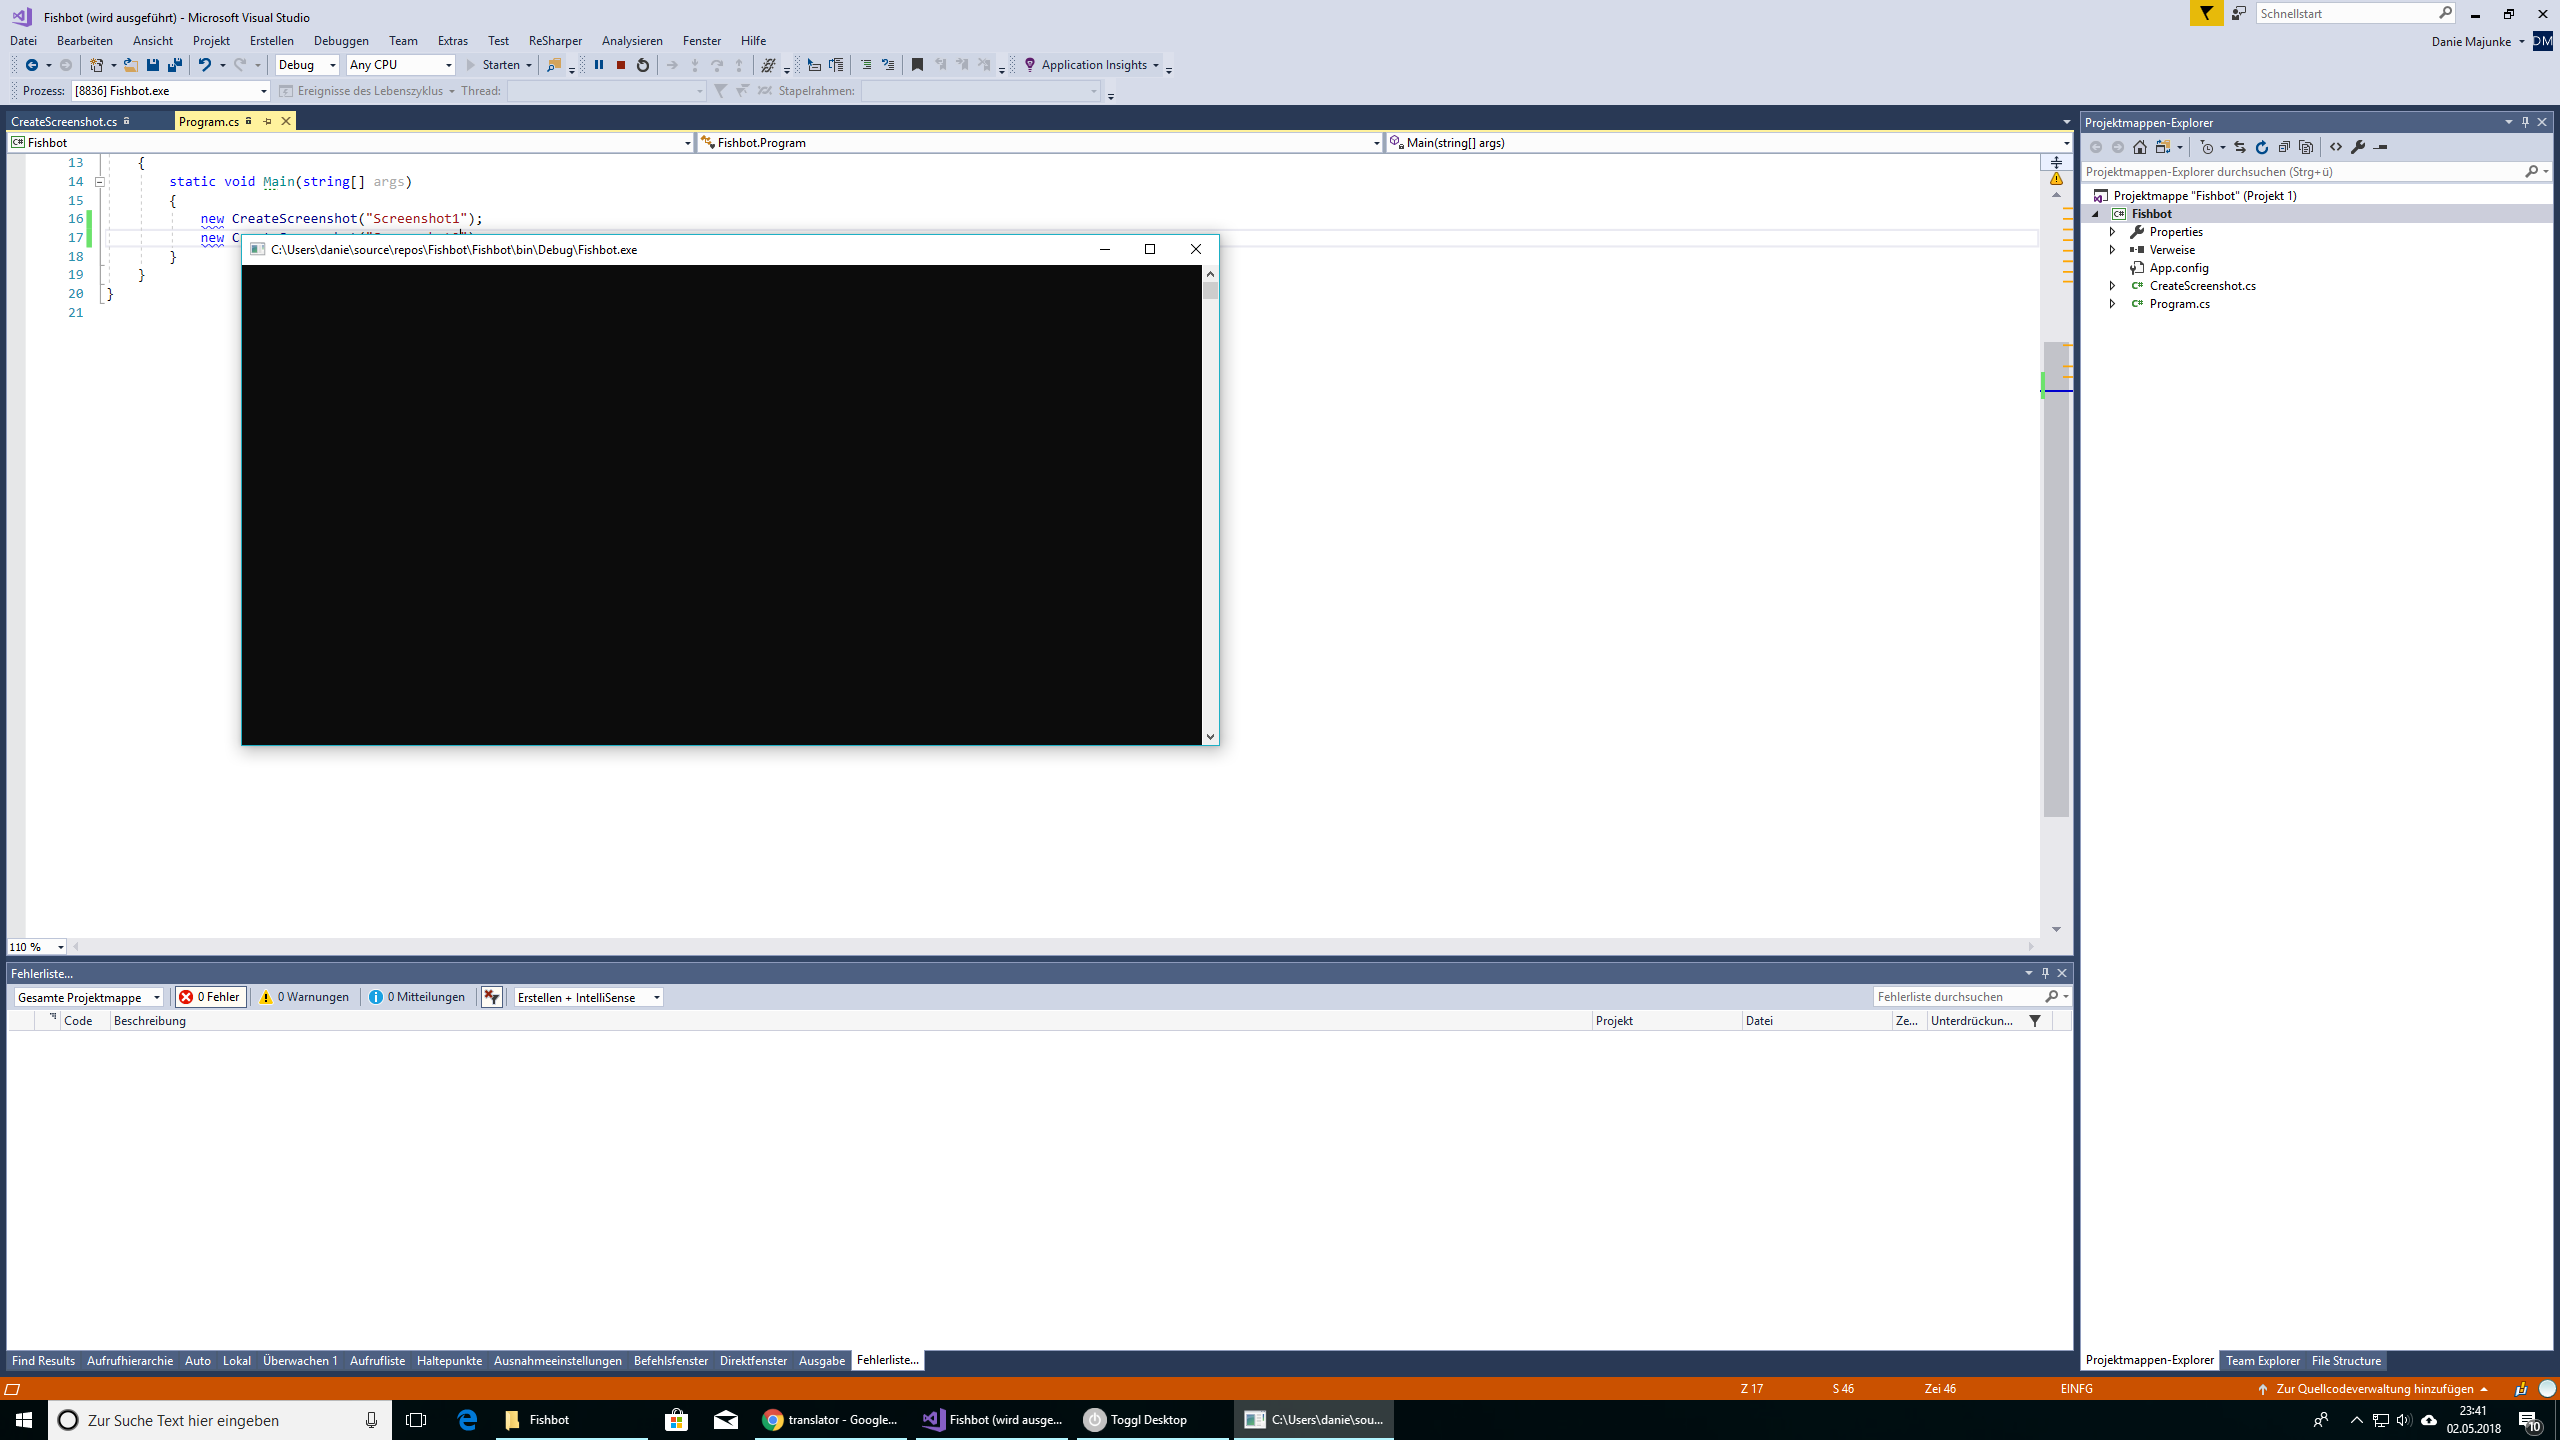 Fishbot (wird ausgeführt) - Microsoft Visual Studio
Schnellstart
Datei Bearbeiten Ansicht Projekt Erstellen Debuggen Team Extras Test ReSharper Analysieren Fenster Hilfe
Danie Majunke DM
Debug Any CPU Starten Application Insights
Prozess: [8836] Fishbot.exe Ereignisse des Lebenszyklus Thread: Stapelrahmen:
CreateScreenshot.cs Program.cs
Fishbot Fishbot.Program Main(string[] args)
13 {
14 static void Main(string[] args)
15 {
16 new CreateScreenshot("Screenshot1");
17 new
18 }
19 }
20 }
21
C:\Users\danie\source\repos\Fishbot\Fishbot\bin\Debug\Fishbot.exe
110 %
Projektmappen-Explorer
Projektmappen-Explorer durchsuchen (Strg+ü)
Projektmappe "Fishbot" (Projekt 1)
Fishbot
Properties
Verweise
App.config
CreateScreenshot.cs
Program.cs
Fehlerliste...
Gesamte Projektmappe 0 Fehler 0 Warnungen 0 Mitteilungen Erstellen + IntelliSense Fehlerliste durchsuchen
Code Beschreibung Projekt Datei Ze... Unterdrückun...
Find Results Aufrufhierarchie Auto Lokal Überwachen 1 Aufrufliste Haltepunkte Ausnahmeeinstellungen Befehlsfenster Direktfenster Ausgabe Fehlerliste...
Projektmappen-Explorer Team Explorer File Structure
Z 17 S 46 Zei 46 EINFG Zur Quellcodeverwaltung hinzufügen
Zur Suche Text hier eingeben Fishbot translator - Google... Fishbot (wird ausge... Toggl Desktop C:\Users\danie\sou...
23:41
02.05.2018
10